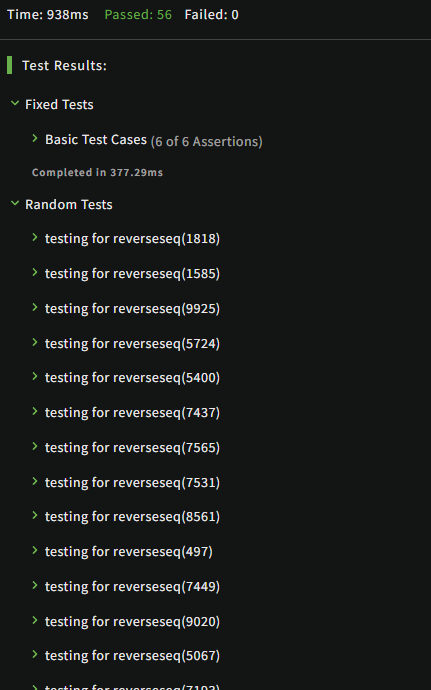 Time: 938ms Passed: 56 Failed: 0
Test Results:
Fixed Tests
Basic Test Cases (6 of 6 Assertions)
Completed in 377.29ms
Random Tests
testing for reverseseq(1818)
testing for reverseseq(1585)
testing for reverseseq(9925)
testing for reverseseq(5724)
testing for reverseseq(5400)
testing for reverseseq(7437)
testing for reverseseq(7565)
testing for reverseseq(7531)
testing for reverseseq(8561)
testing for reverseseq(497)
testing for reverseseq(7449)
testing for reverseseq(9020)
testing for reverseseq(5067)
testing for